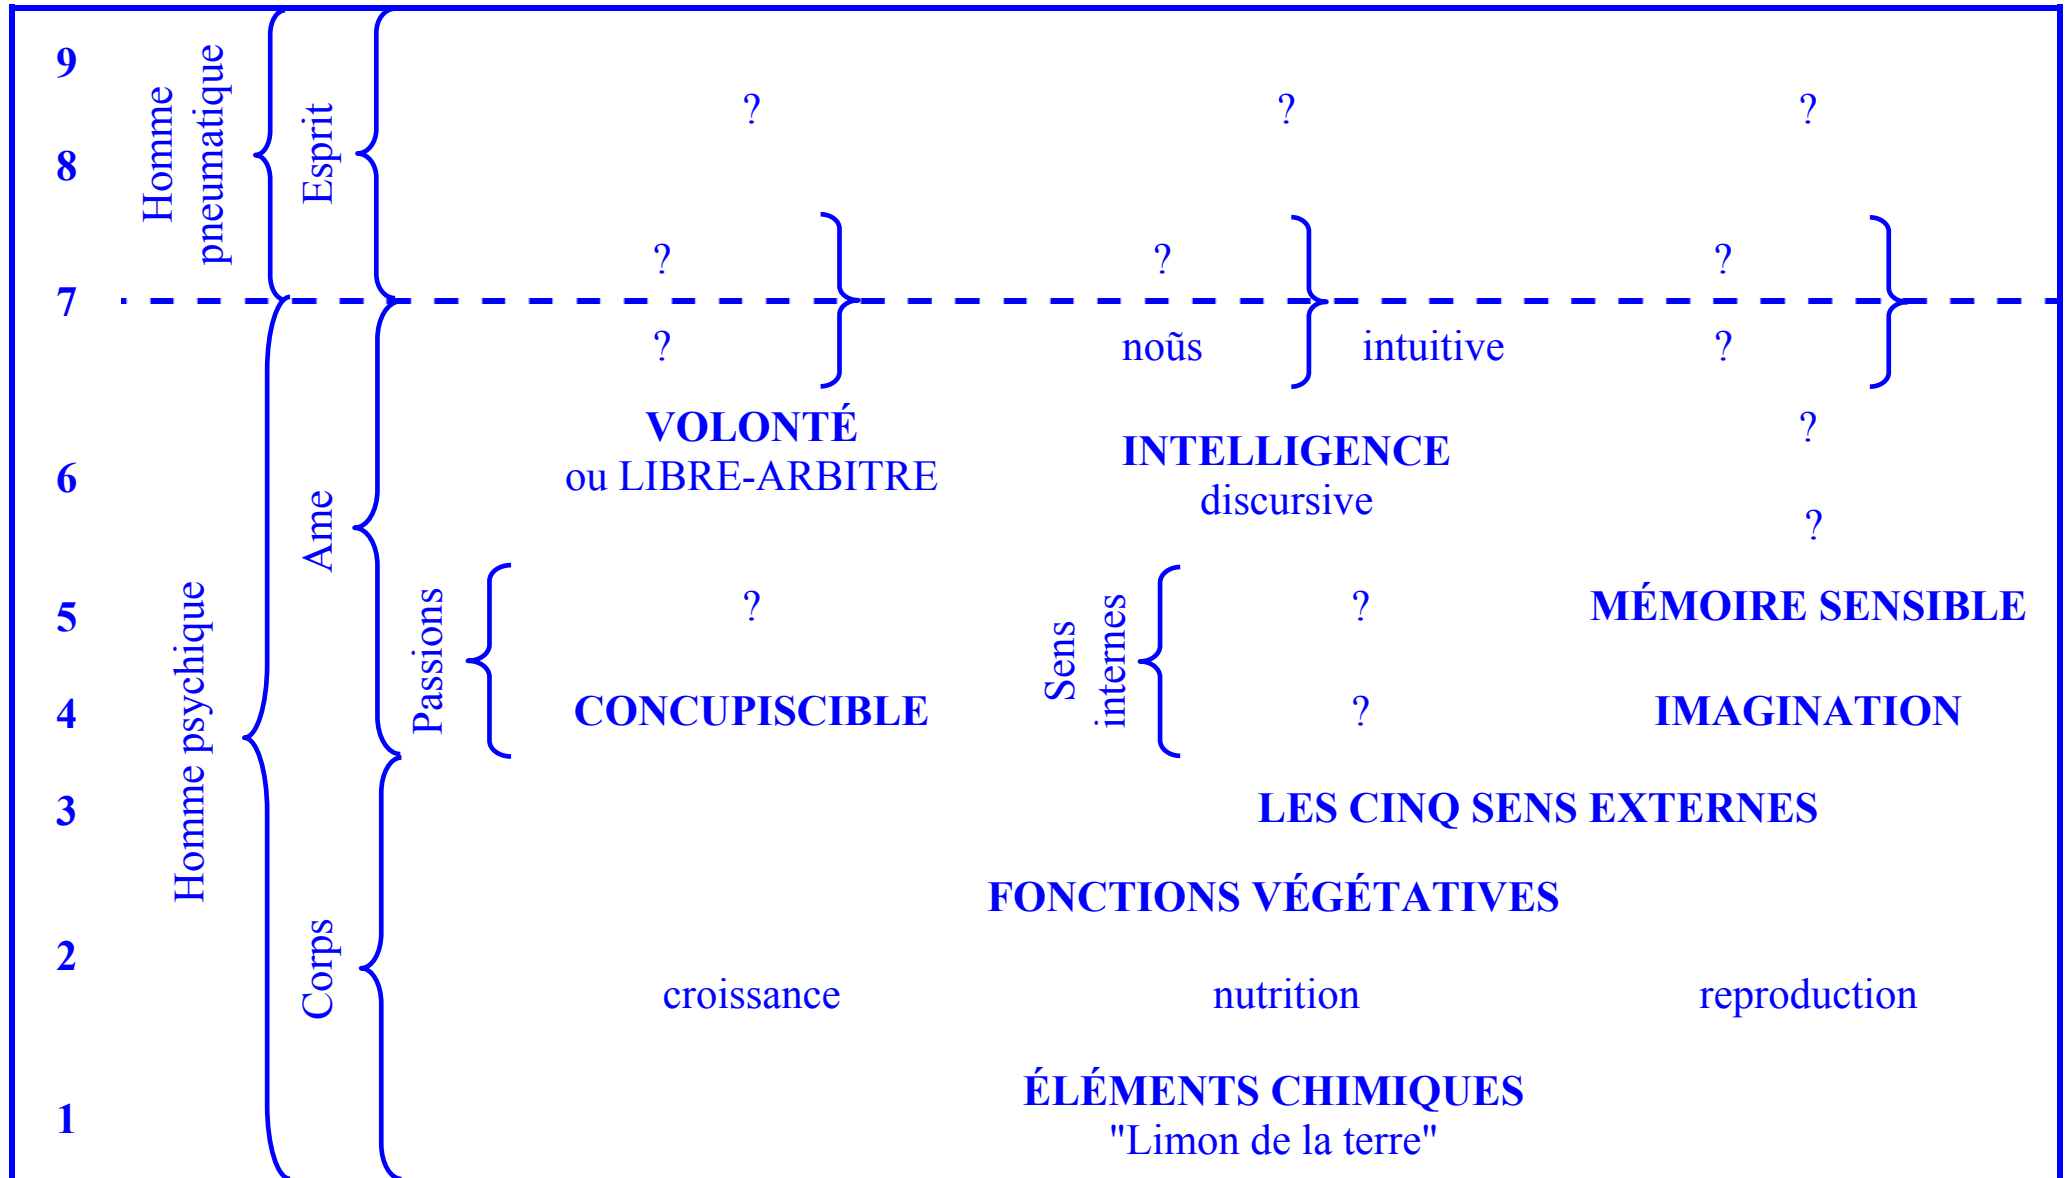 9
Homme
pneumatique
Esprit
? ? ?
8
? ? ?
7
? noũs intuitive ?
VOLONTÉ
ou LIBRE-ARBITRE
INTELLIGENCE
discursive
?
6
?
Ame
Homme psychique
Passions
5
?
Sens
internes
?
MÉMOIRE SENSIBLE
4
CONCUPISCIBLE
?
IMAGINATION
3
LES CINQ SENS EXTERNES
FONCTIONS VÉGÉTATIVES
Corps
2
croissance nutrition reproduction
ÉLÉMENTS CHIMIQUES
1
"Limon de la terre"